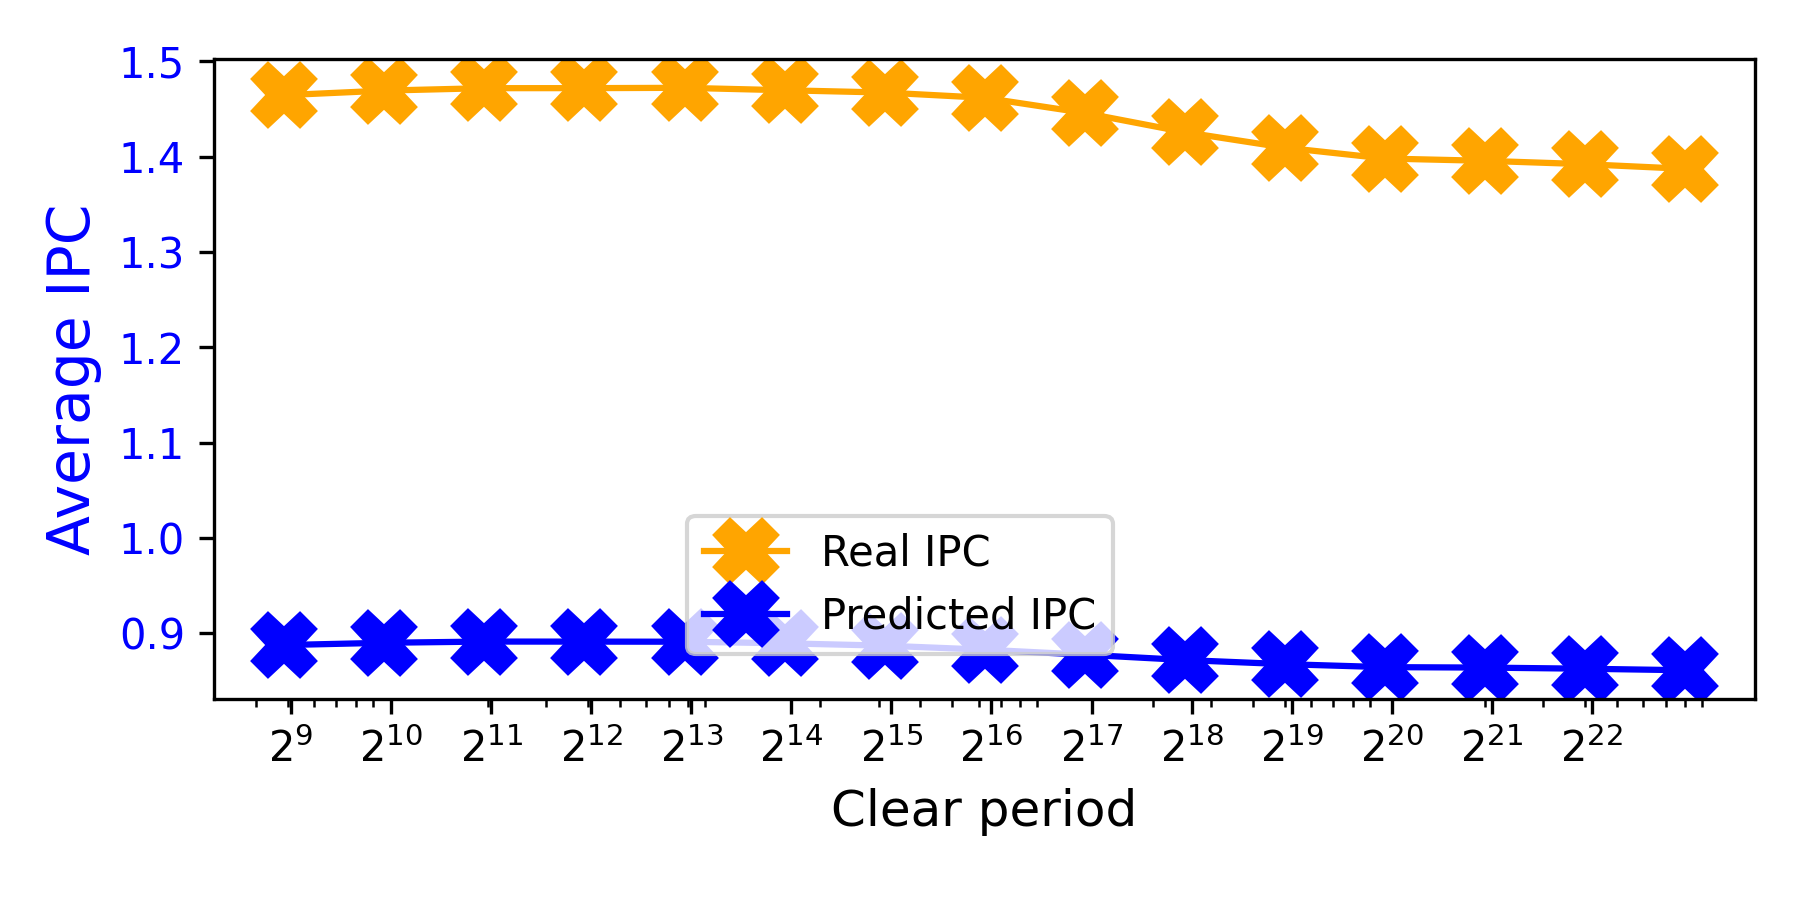 1.5
1.4
1.3
1.2
1.1
1.0
0.9
Average IPC
Real IPC
Predicted IPC
2⁹ 2¹⁰ 2¹¹ 2¹² 2¹³ 2¹⁴ 2¹⁵ 2¹⁶ 2¹⁷ 2¹⁸ 2¹⁹ 2²⁰ 2²¹ 2²²
Clear period